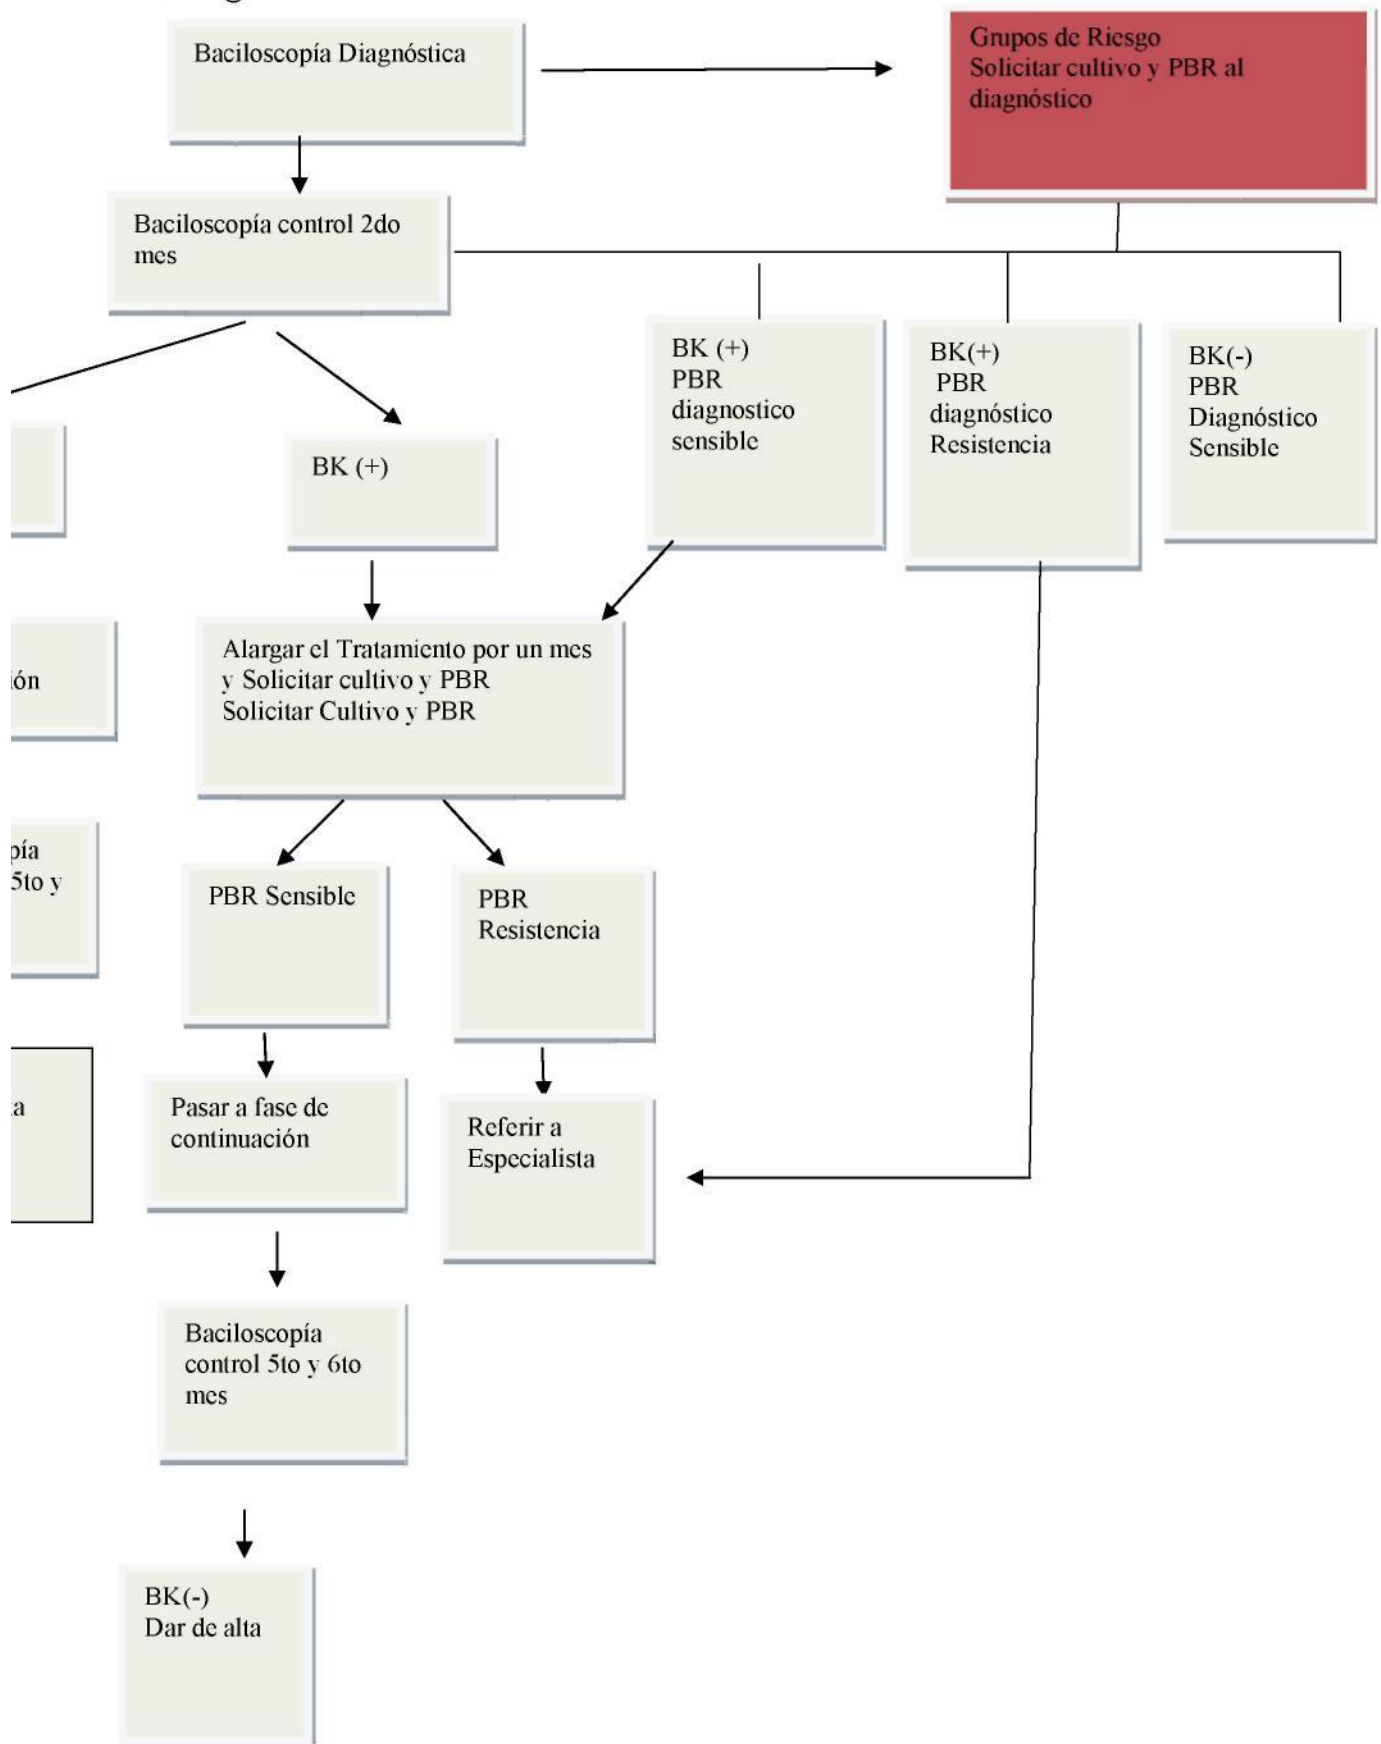 Baciloscopía Diagnóstica
Grupos de Riesgo
Solicitar cultivo y PBR al
diagnóstico
Baciloscopía control 2do
mes
BK (+)
PBR
diagnostico
sensible
BK(+)
PBR
diagnóstico
Resistencia
BK(-)
PBR
Diagnóstico
Sensible
BK (+)
Alargar el Tratamiento por un mes
y Solicitar cultivo y PBR
Solicitar Cultivo y PBR
ión
pía
5to y
PBR Sensible
PBR
Resistencia
Pasar a fase de
continuación
Referir a
Especialista
Baciloscopía
control 5to y 6to
mes
BK(-)
Dar de alta